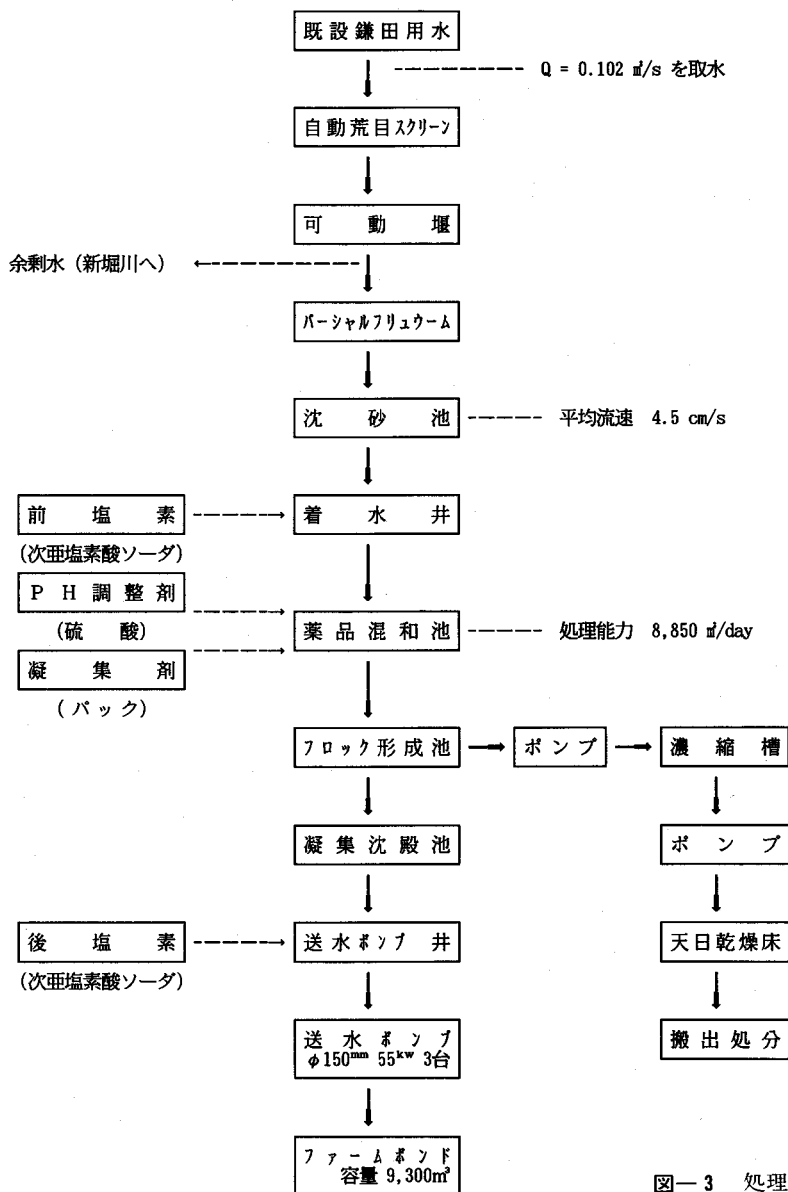 既設鎌田用水
Q = 0.102 ㎥/s を取水
自動荒目スクリーン
可動堰
余剰水(新堀川へ)
パーシャルフリュウーム
沈砂池
平均流速 4.5 cm/s
前塩素
着水井
(次亜塩素酸ソーダ)
PH調整剤
(硫酸)
薬品混和池
処理能力 8,850 ㎥/day
凝集剤
(パック)
フロック形成池
ポンプ
濃縮槽
凝集沈殿池
ポンプ
後塩素
送水ポンプ井
天日乾燥床
(次亜塩素酸ソーダ)
送水ポンプ
φ150mm 55kw 3台
搬出処分
ファームポンド
容量 9,300m³
図―3 処理